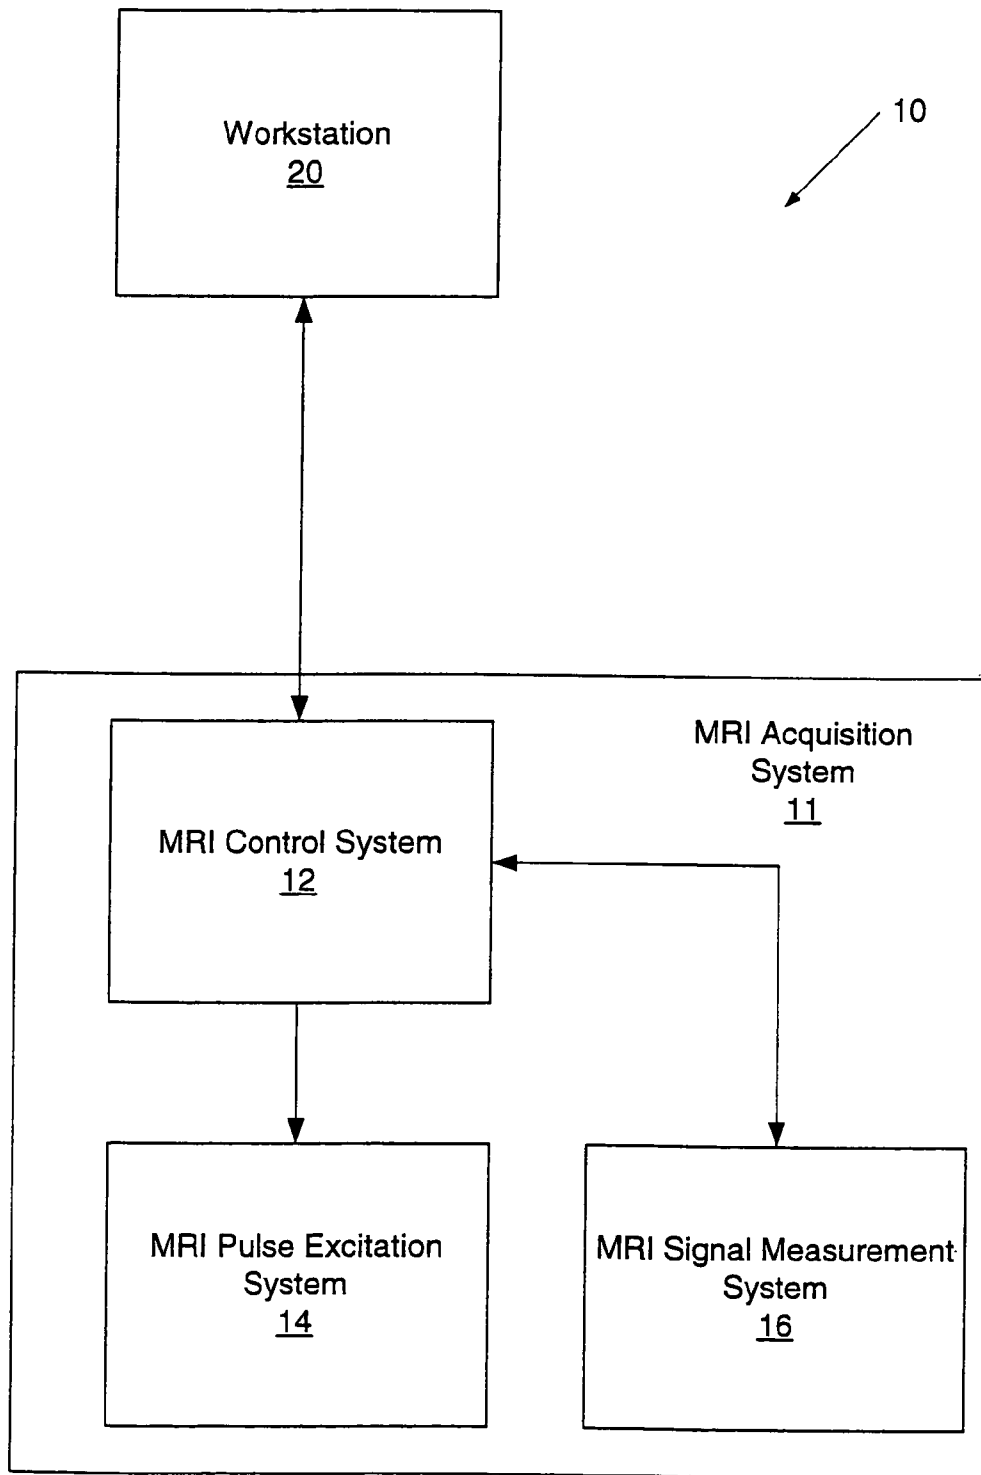 Workstation
20
10
MRI Acquisition
System
11
MRI Control System
12
MRI Pulse Excitation
System
14
MRI Signal Measurement
System
16